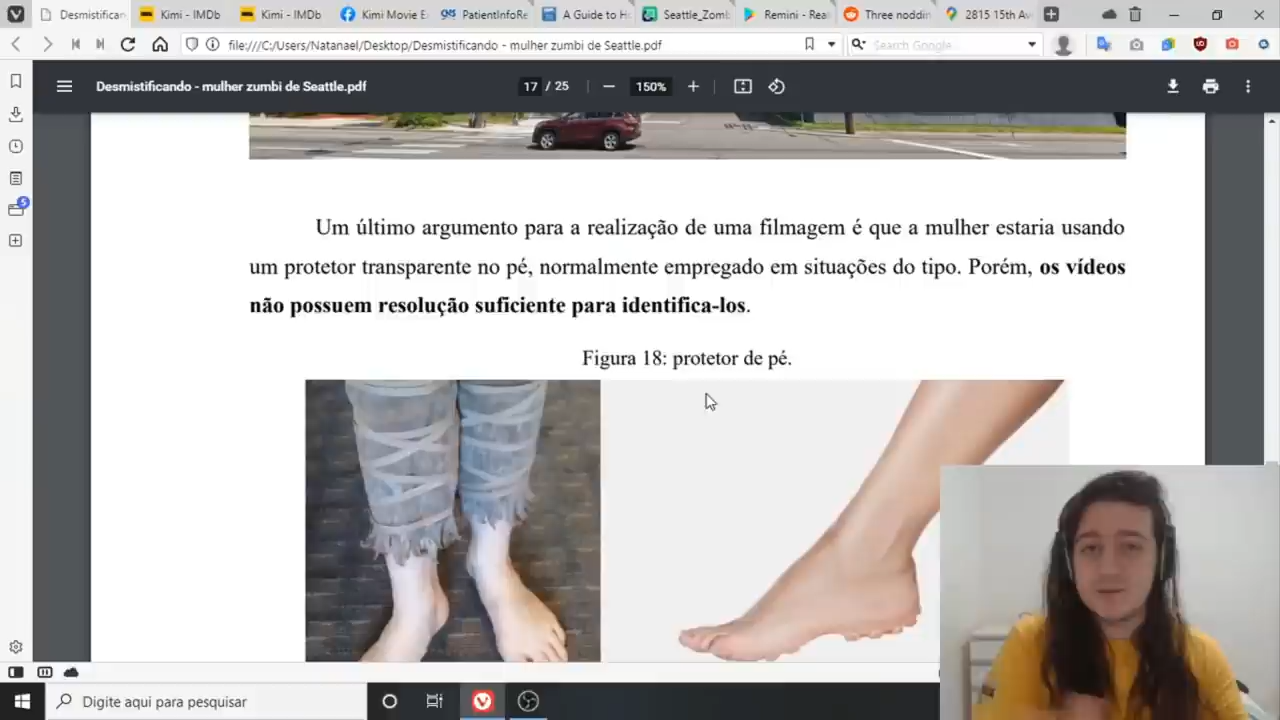 Desmistifican
Kimi - IMDb
Kimi - IMDb
Kimi Movie E
PatientInfoRe
A Guide to H
Seattle_Zomb
Remini - Rea
Three noddin
2815 15th Av
file:///C:/Users/Natanael/Desktop/Desmistificando - mulher zumbi de Seattle.pdf
Search Google
Desmistificando - mulher zumbi de Seattle.pdf
17 / 25
150%
5
Um último argumento para a realização de uma filmagem é que a mulher estaria usando
um protetor transparente no pé, normalmente empregado em situações do tipo. Porém, os vídeos
não possuem resolução suficiente para identifica-los.
Figura 18: protetor de pé.
Digite aqui para pesquisar